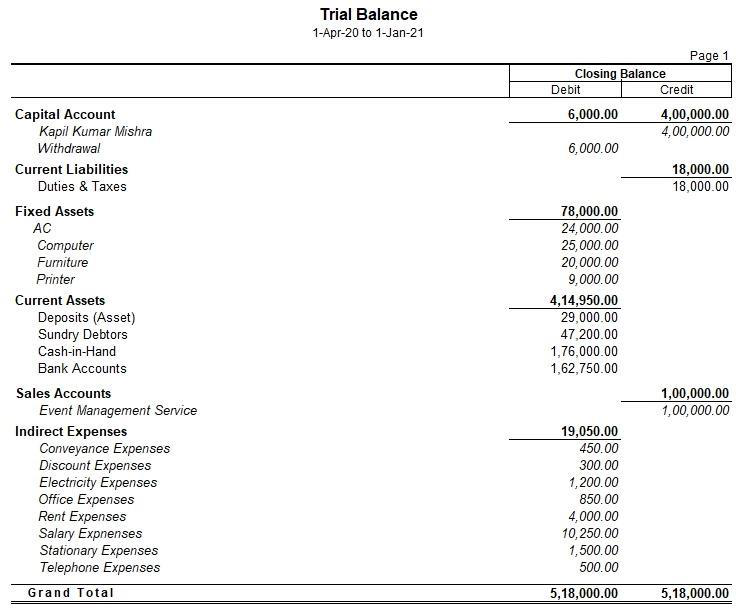 Trial Balance
1-Apr-20 to 1-Jan-21
Page 1
Closing Balance
Debit Credit
Capital Account 6,000.00 4,00,000.00
Kapil Kumar Mishra 4,00,000.00
Withdrawal 6,000.00
Current Liabilities 18,000.00
Duties & Taxes 18,000.00
Fixed Assets 78,000.00
AC 24,000.00
Computer 25,000.00
Furniture 20,000.00
Printer 9,000.00
Current Assets 4,14,950.00
Deposits (Asset) 29,000.00
Sundry Debtors 47,200.00
Cash-in-Hand 1,76,000.00
Bank Accounts 1,62,750.00
Sales Accounts 1,00,000.00
Event Management Service 1,00,000.00
Indirect Expenses 19,050.00
Conveyance Expenses 450.00
Discount Expenses 300.00
Electricity Expenses 1,200.00
Office Expenses 850.00
Rent Expenses 4,000.00
Salary Expnenses 10,250.00
Stationary Expenses 1,500.00
Telephone Expenses 500.00
Grand Total 5,18,000.00 5,18,000.00